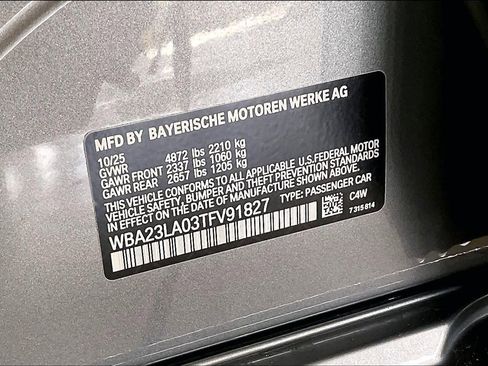 MFD BY BAYERISCHE MOTOREN WERKE AG
10/25 4872 lbs 2210 kg
GVWR
GAWR FRONT 2337 lbs 1060 kg
GAWR REAR 2657 lbs 1205 kg
THIS VEHICLE CONFORMS TO ALL APPLICABLE U.S.FEDERAL MOTOR
VEHICLE SAFETY, BUMPER, AND THEFT PREVENTION STANDARDS
IN EFFECT ON THE DATE OF MANUFACTURE SHOWN ABOVE.
WBA23LA03TFV91827 TYPE: PASSENGER CAR
C4W
7 315 814